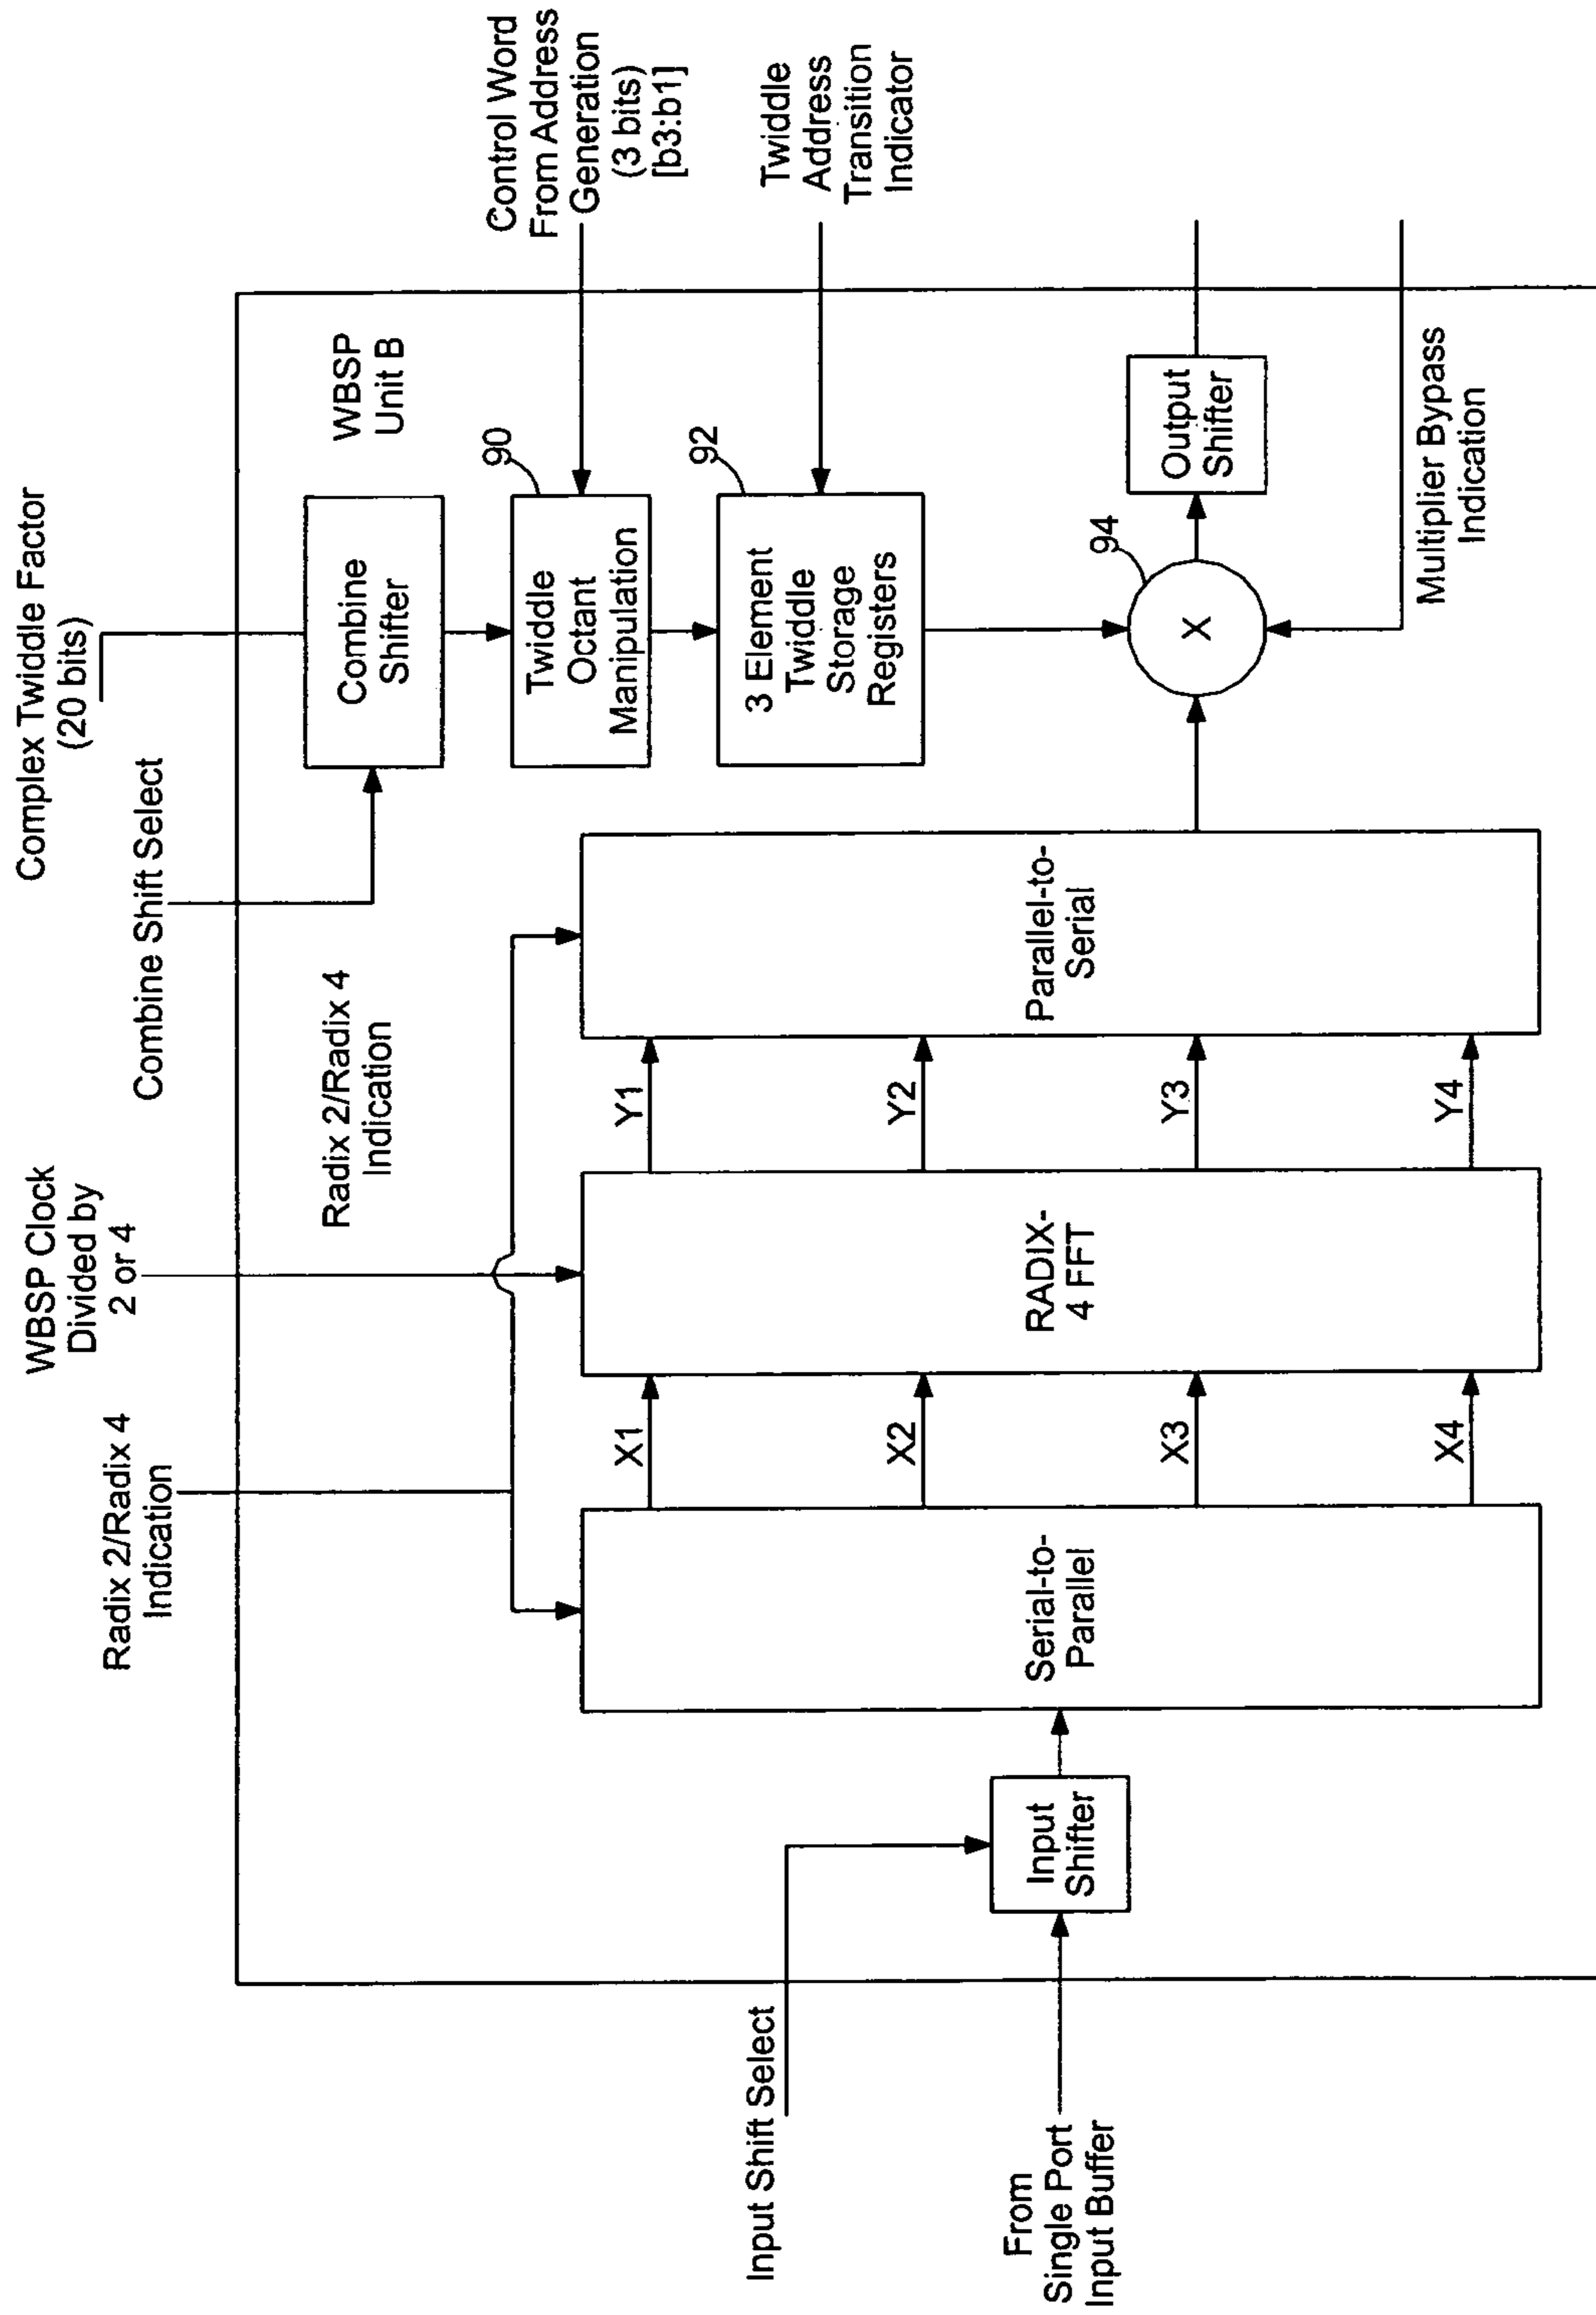 Complex Twiddle Factor
(20 bits)
Combine Shift Select
WBSP Clock
Divided by
2 or 4
Radix 2/Radix 4
Indication
Radix 2/Radix 4
Indication
Combine
Shifter
WBSP
Unit B
90
Twiddle
Octant
Manipulation
Control Word
From Address
Generation
(3 bits)
[b3:b1]
92
3 Element
Twiddle
Storage
Registers
Twiddle
Address
Transition
Indicator
Input Shift Select
From
Single Port
Input Buffer
Input
Shifter
Serial-to-
Parallel
X1
X2
X3
X4
RADIX-
4 FFT
Y1
Y2
Y3
Y4
Parallel-to-
Serial
94
X
Output
Shifter
Multiplier Bypass
Indication